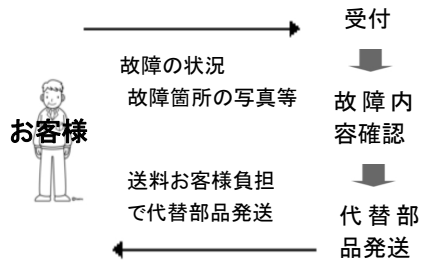 受付
故障の状況
故障箇所の写真等
故障内
容確認
お客様
送料お客様負担
で代替部品発送
代替部
品発送